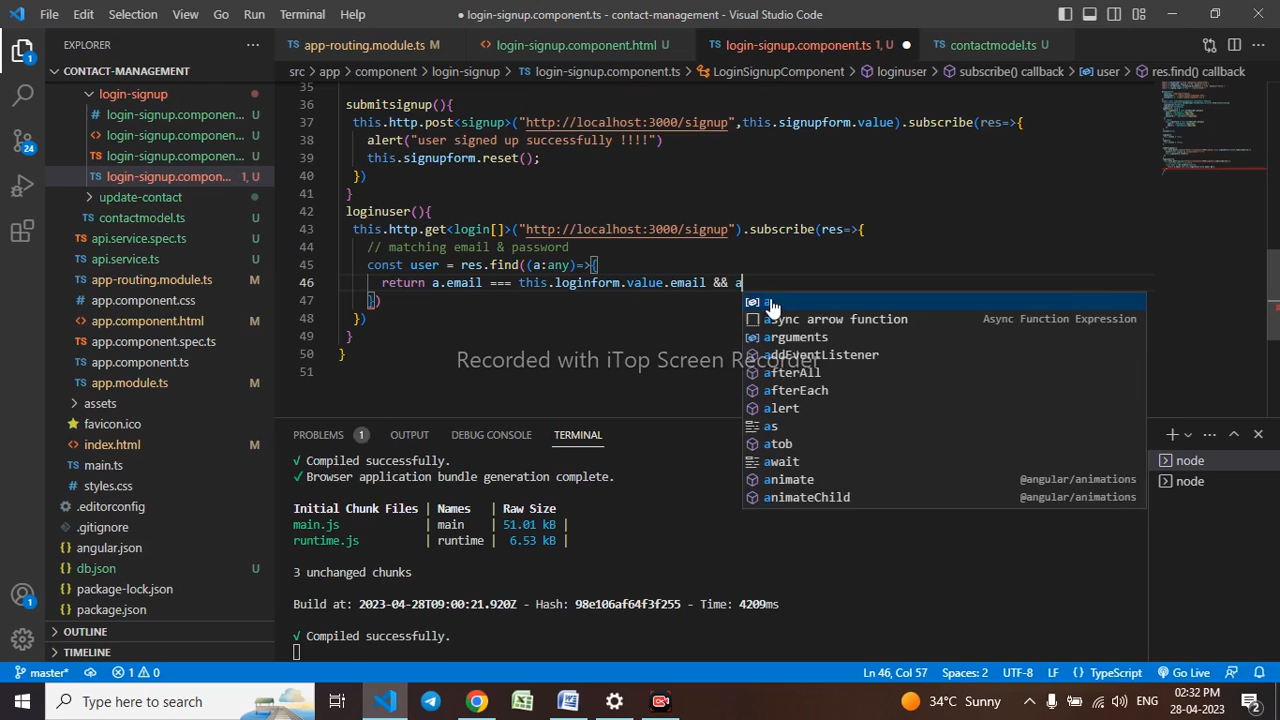 File Edit Selection View Go Run Terminal Help
● login-signup.component.ts - contact-management - Visual Studio Code
EXPLORER
app-routing.module.ts M
login-signup.component.html U
login-signup.component.ts 1, U
contactmodel.ts U
src > app > component > login-signup > login-signup.component.ts > LoginSignupComponent > loginuser > subscribe() callback > user > res.find() callback
CONTACT-MANAGEMENT
login-signup
login-signup.componen... U
login-signup.componen... U
login-signup.componen... U
login-signup.compon... 1, U
update-contact
contactmodel.ts U
api.service.spec.ts U
api.service.ts U
app-routing.module.ts M
app.component.css U
app.component.html M
app.component.spec.ts U
app.component.ts U
app.module.ts M
assets
favicon.ico U
index.html M
main.ts U
styles.css U
.editorconfig U
.gitignore U
angular.json U
db.json U
package-lock.json U
package.json U
OUTLINE
TIMELINE
24
1
1
35
36 submitsignup(){
37 this.http.post<signup>("http://localhost:3000/signup",this.signupform.value).subscribe(res=>{
38 alert("user signed up successfully !!!!")
39 this.signupform.reset();
40 })
41 }
42 loginuser(){
43 this.http.get<login[]>("http://localhost:3000/signup").subscribe(res=>{
44 // matching email & password
45 const user = res.find((a:any)=>{
46 return a.email === this.loginform.value.email && a
47 })
48 })
49 }
50 }
51
a
async arrow function Async Function Expression
arguments
addEventListener
afterAll
afterEach
alert
as
atob
await
animate @angular/animations
animateChild @angular/animations
Recorded with iTop Screen Recorder
PROBLEMS 1 OUTPUT DEBUG CONSOLE TERMINAL
√ Compiled successfully.
√ Browser application bundle generation complete.
Initial Chunk Files | Names | Raw Size
main.js | main | 51.01 kB |
runtime.js | runtime | 6.53 kB |
3 unchanged chunks
Build at: 2023-04-28T09:00:21.920Z - Hash: 98e106af64f3f255 - Time: 4209ms
√ Compiled successfully.
node
node
master* 1 0 Ln 46, Col 57 Spaces: 2 UTF-8 LF {} TypeScript Go Live
Type here to search
34°C Sunny
ENG
02:32 PM
28-04-2023
2